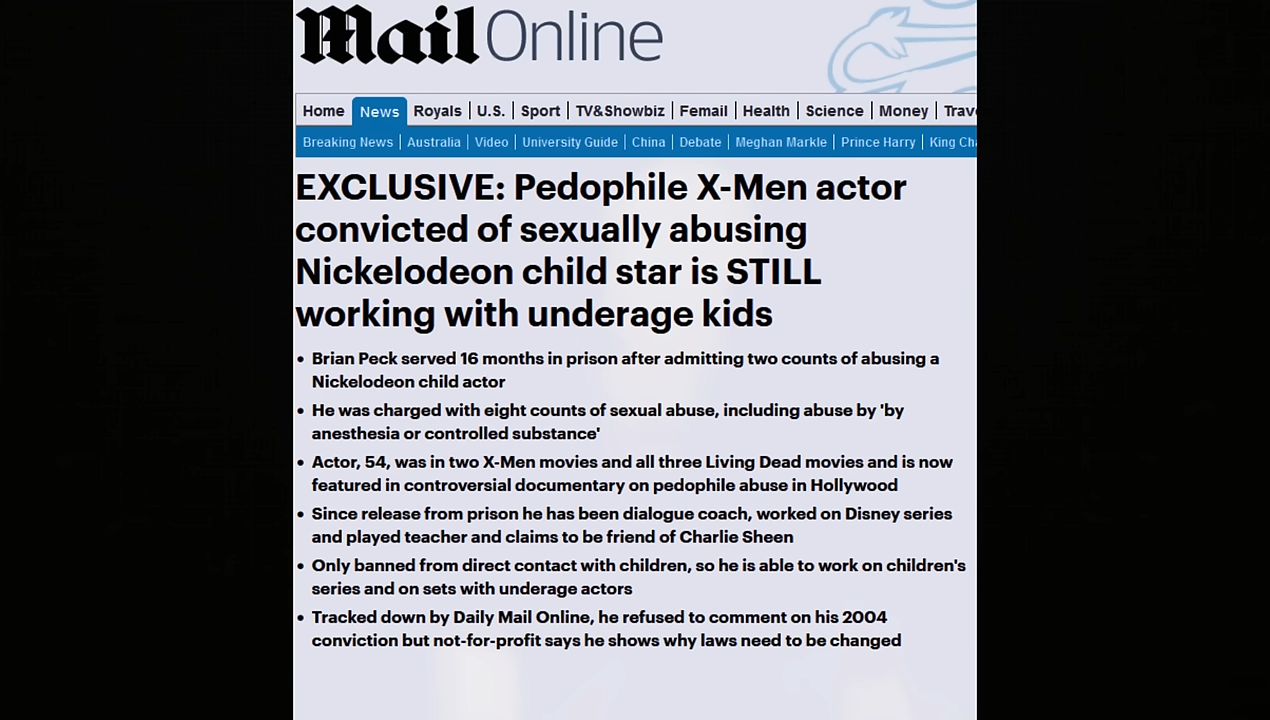 Mail Online
Home News Royals U.S. Sport TV&Showbiz Femail Health Science Money
Breaking News Australia Video University Guide China Debate Meghan Markle Prince Harry King
EXCLUSIVE: Pedophile X-Men actor
convicted of sexually abusing
Nickelodeon child star is STILL
working with underage kids
• Brian Peck served 16 months in prison after admitting two counts of abusing a
Nickelodeon child actor
• He was charged with eight counts of sexual abuse, including abuse by 'by
anesthesia or controlled substance'
• Actor, 54, was in two X-Men movies and all three Living Dead movies and is now
featured in controversial documentary on pedophile abuse in Hollywood
• Since release from prison he has been dialogue coach, worked on Disney series
and played teacher and claims to be friend of Charlie Sheen
• Only banned from direct contact with children, so he is able to work on children's
series and on sets with underage actors
• Tracked down by Daily Mail Online, he refused to comment on his 2004
conviction but not-for-profit says he shows why laws need to be changed